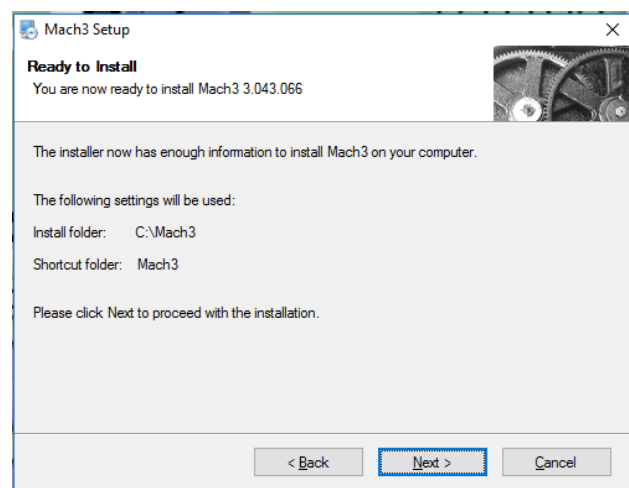 Mach3 Setup
Ready to Install
You are now ready to install Mach3 3.043.066
The installer now has enough information to install Mach3 on your computer.
The following settings will be used:
Install folder: C:\Mach3
Shortcut folder: Mach3
Please click Next to proceed with the installation.
< Back Next > Cancel